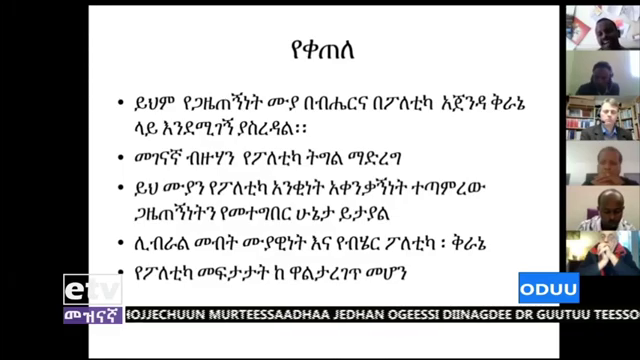 የቀጠለ
• ይህም የጋዜጠኝነት ሙያ በብሔርና በፖለቲካ አጀንዳ ቅራኔ
ላይ እንደሚገኝ ያስረዳል፡፡
• መገናኛ ብዙሃን የፖለቲካ ትግል ማድረግ
• ይህ ሙያን የፖለቲካ አንቂነት አቀንቃኝነት ተጣምረው
ጋዜጠኝነትን የመተግበር ሁኔታ ይታያል
• ሊብራል መብት ሙያዊነት እና የብሄር ፖለቲካ ፡ ቅራኔ
• የፖለቲካ መፍታታት ከ ዋልታረገጥ መሆን
etv
መዝናኛ
ODUU
HOJJECHUUN MURTEESSAADHAA JEDHAN OGEESSI DIINAGDEE DR GUUTUU TEESSO